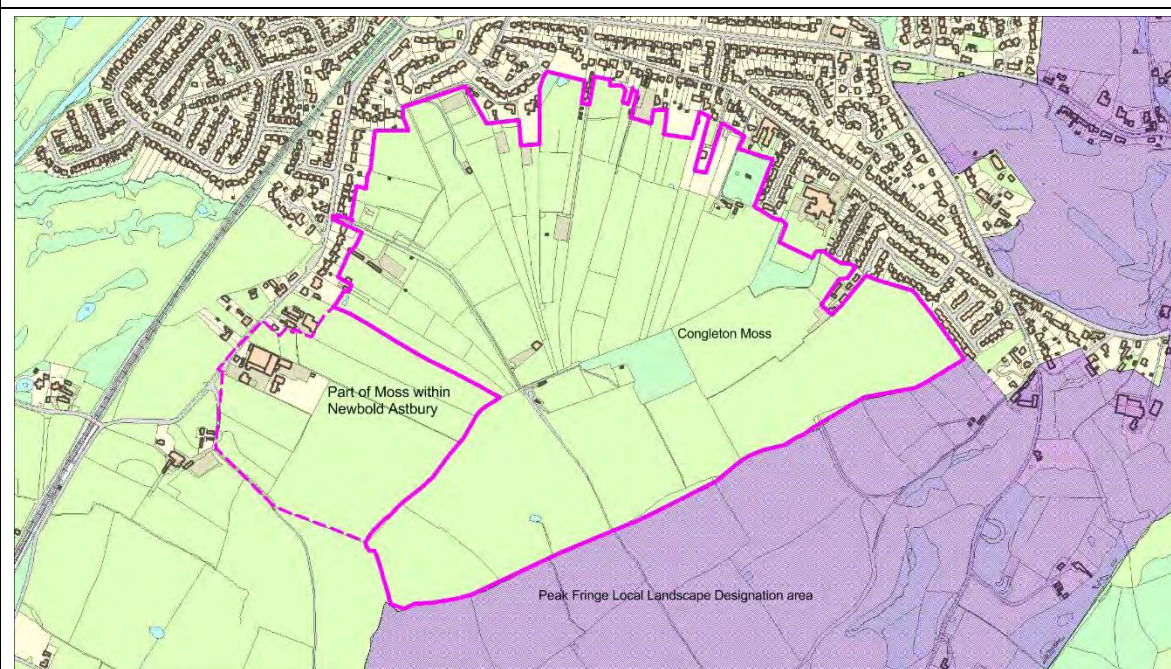 Congleton Moss
Part of Moss within
Newbold Astbury
Peak Fringe Local Landscape Designation area